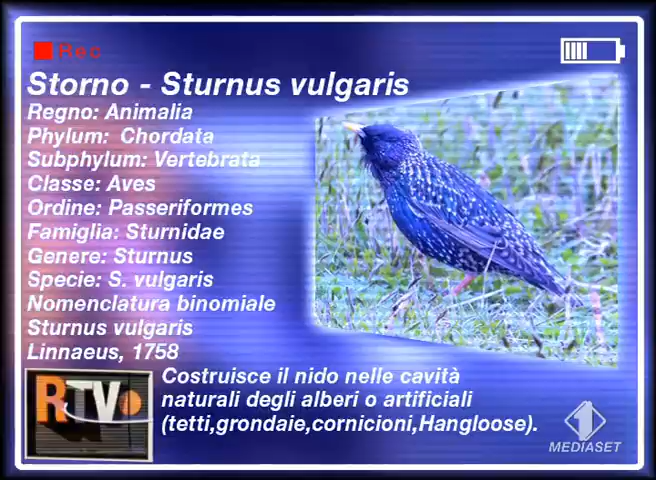 Rec
Storno - Sturnus vulgaris
Regno: Animalia
Phylum:  Chordata
Subphylum: Vertebrata
Classe: Aves
Ordine: Passeriformes
Famiglia: Sturnidae
Genere: Sturnus
Specie: S. vulgaris
Nomenclatura binomiale
Sturnus vulgaris
Linnaeus, 1758
RTVo
Costruisce il nido nelle cavità
naturali degli alberi o artificiali
(tetti,grondaie,cornicioni,Hangloose).
1
MEDIASET